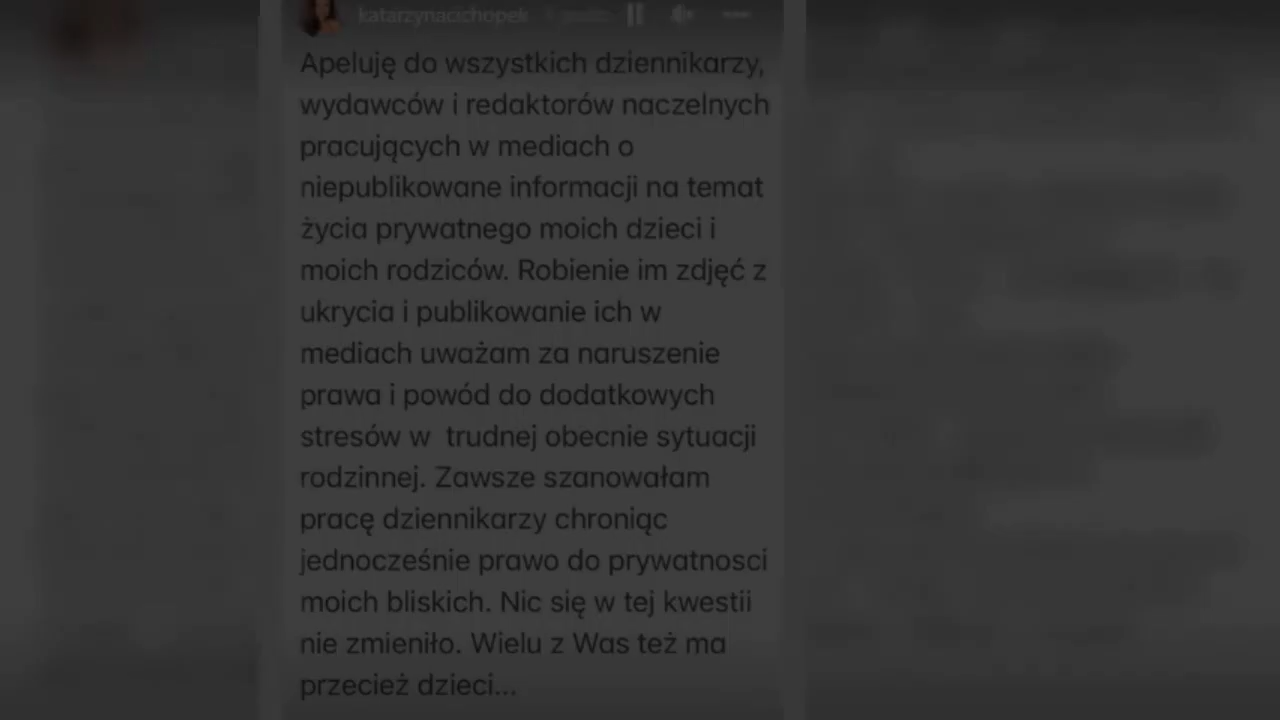 katarzynacichopek
Apeluję do wszystkich dziennikarzy,
wydawców i redaktorów naczelnych
pracujących w mediach o
niepublikowane informacji na temat
życia prywatnego moich dzieci i
moich rodziców. Robienie im zdjęć z
ukrycia i publikowanie ich w
mediach uważam za naruszenie
prawa i powód do dodatkowych
stresów w trudnej obecnie sytuacji
rodzinnej. Zawsze szanowałam
pracę dziennikarzy chroniąc
jednocześnie prawo do prywatnosci
moich bliskich. Nic się w tej kwestii
nie zmieniło. Wielu z Was też ma
przecież dzieci...